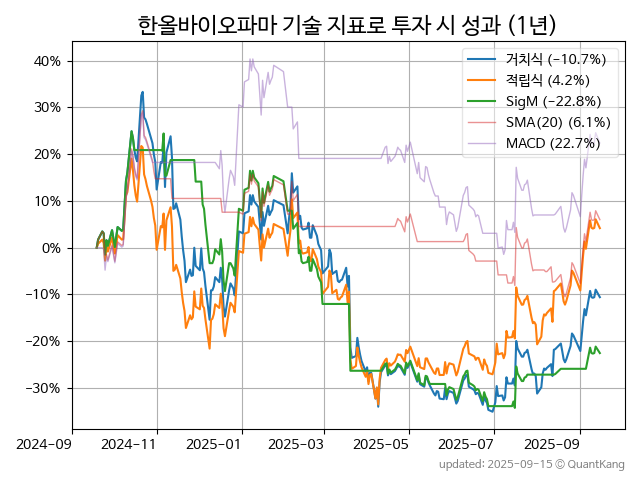 한올바이오파마 기술 지표로 투자 시 성과 (1년)
거치식 (−10.7%)
적립식 (4.2%)
SigM (−22.8%)
SMA(20) (6.1%)
MACD (22.7%)
40%
30%
20%
10%
0%
−10%
−20%
−30%
2024-09 2024-11 2025-01 2025-03 2025-05 2025-07 2025-09
updated: 2025-09-15 © QuantKang